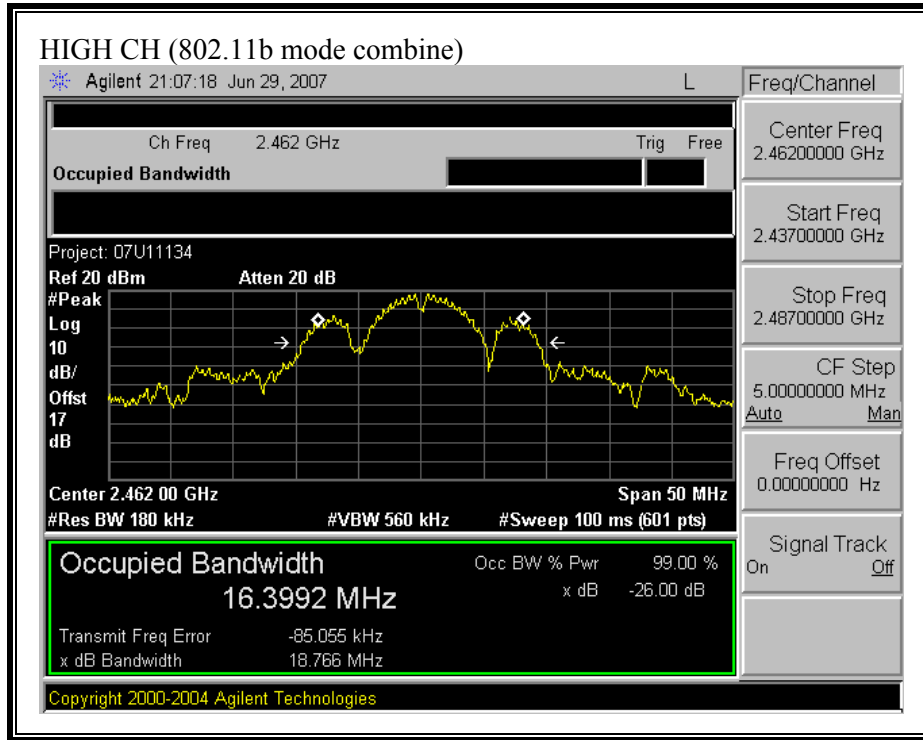 HIGH CH (802.11b mode combine)
Agilent 21:07:18 Jun 29, 2007 L
Freq/Channel
Ch Freq 2.462 GHz Trig Free
Occupied Bandwidth
Center Freq
2.46200000 GHz
Start Freq
2.43700000 GHz
Stop Freq
2.48700000 GHz
CF Step
5.00000000 MHz
Auto Man
Freq Offset
0.00000000 Hz
Signal Track
On Off
Project: 07U11134
Ref 20 dBm Atten 20 dB
#Peak
Log
10
dB/
Offst
17
dB
Center 2.462 00 GHz Span 50 MHz
#Res BW 180 kHz #VBW 560 kHz #Sweep 100 ms (601 pts)
Occupied Bandwidth Occ BW % Pwr 99.00 %
16.3992 MHz x dB -26.00 dB
Transmit Freq Error -85.055 kHz
x dB Bandwidth 18.766 MHz
Copyright 2000-2004 Agilent Technologies